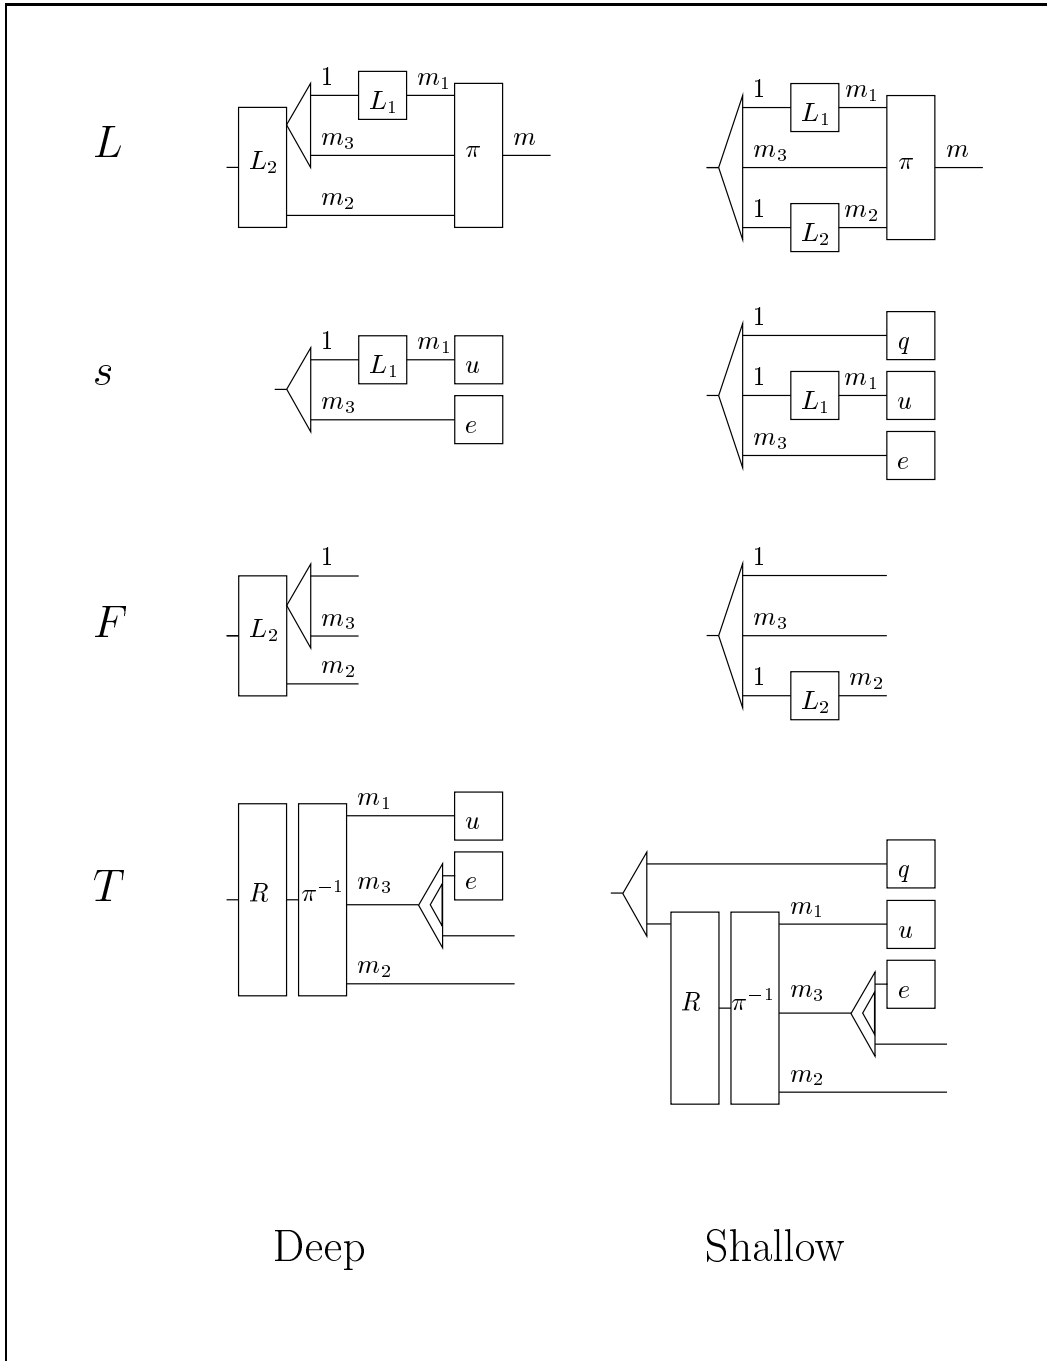 L
1 L₁ m₁
L₂ m₃ π m
m₂
1 L₁ m₁
m₃ π m
1 L₂ m₂
s
1 L₁ m₁ u
m₃ e
1 q
1 L₁ m₁ u
m₃ e
F
1
L₂ m₃
m₂
1
m₃
1 L₂ m₂
T
m₁ u
R π⁻¹ m₃ e
m₂
q
m₁ u
R π⁻¹ m₃ e
m₂
Deep Shallow